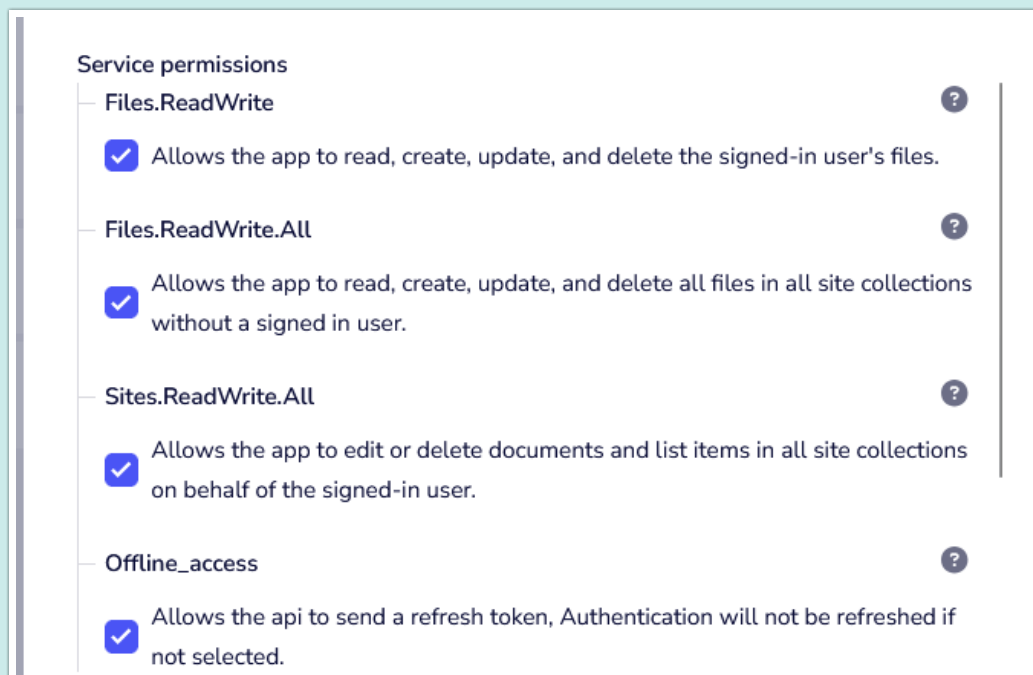 Service permissions
Files.ReadWrite
?
Allows the app to read, create, update, and delete the signed-in user's files.
Files.ReadWrite.All
?
Allows the app to read, create, update, and delete all files in all site collections
without a signed in user.
Sites.ReadWrite.All
?
Allows the app to edit or delete documents and list items in all site collections
on behalf of the signed-in user.
Offline_access
?
Allows the api to send a refresh token, Authentication will not be refreshed if
not selected.